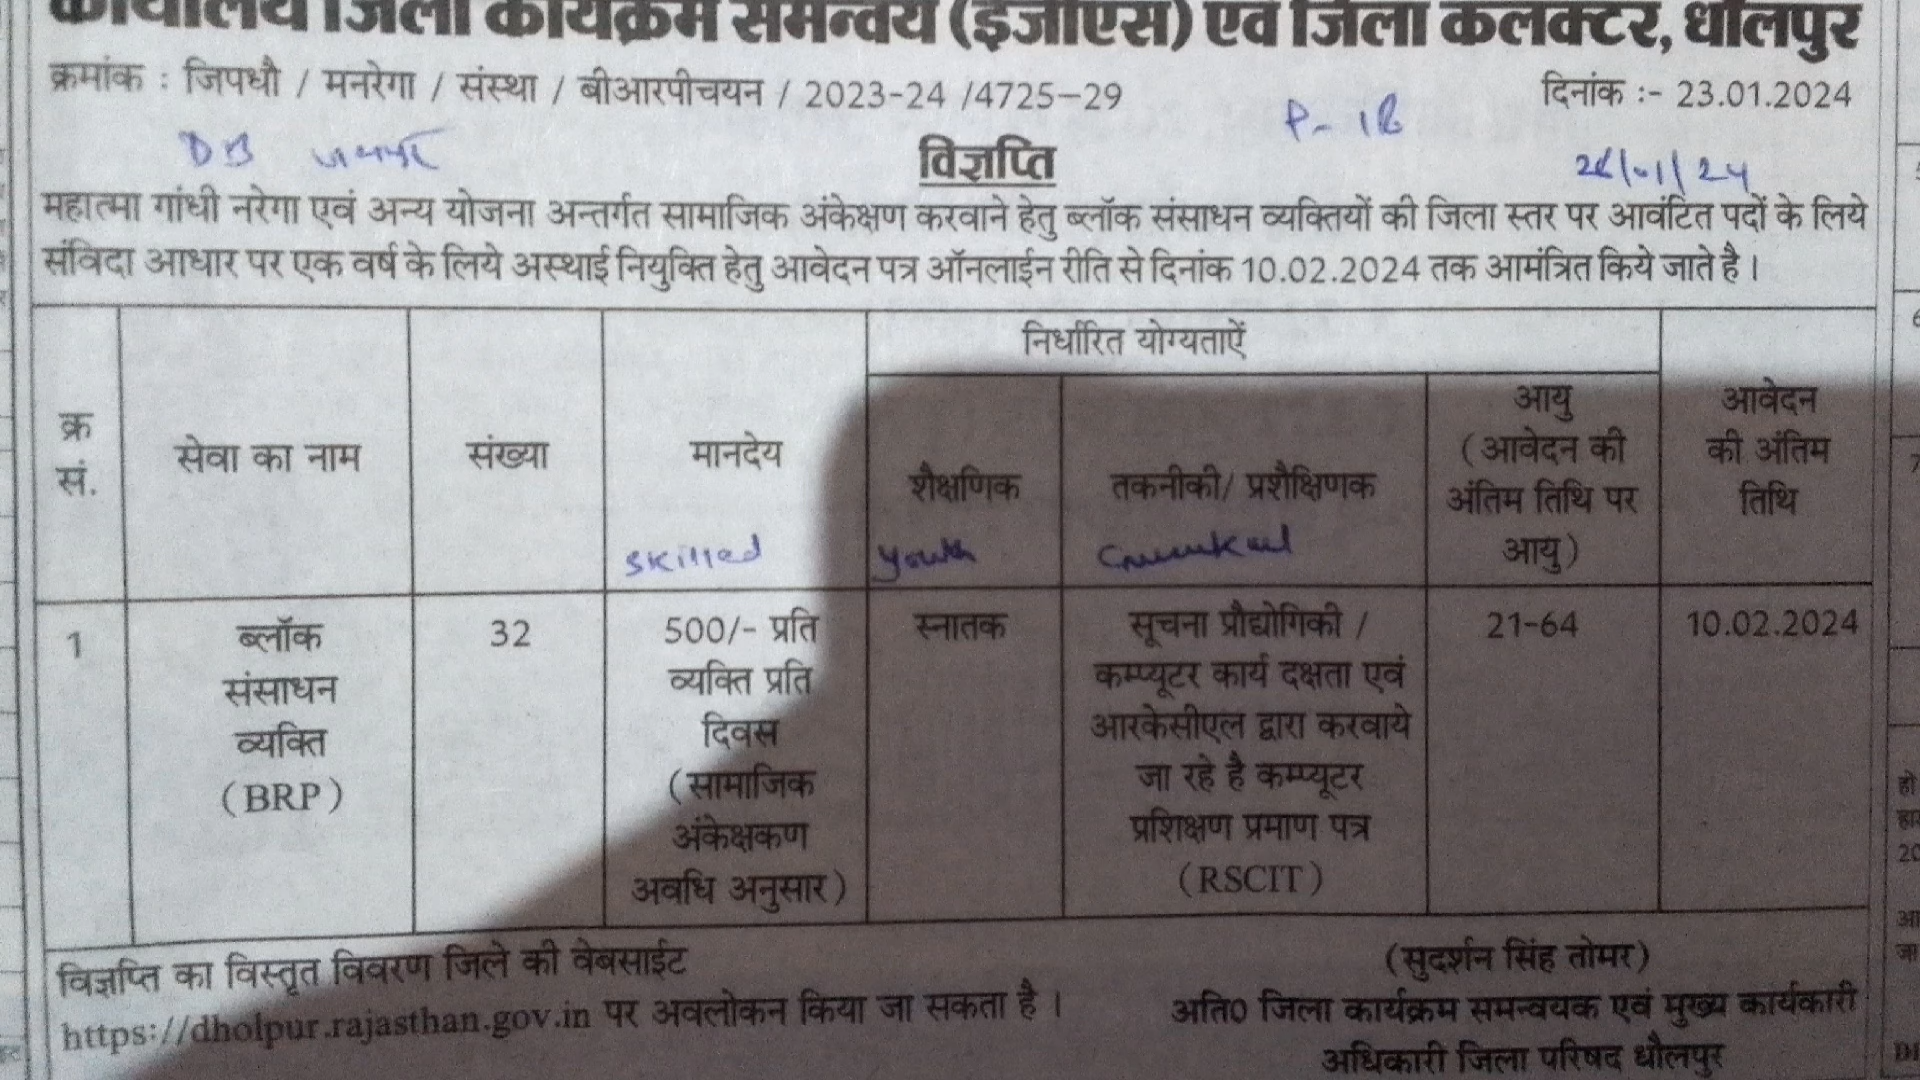 कार्यालय जिला कार्यक्रम समन्वय (ईजीएस) एवं जिला कलक्टर, धौलपुर
क्रमांक : जिपधौ / मनरेगा / संस्था / बीआरपीचयन / 2023-24 /4725-29 दिनांक :- 23.01.2024
DB P-
विज्ञप्ति
महात्मा गांधी नरेगा एवं अन्य योजना अन्तर्गत सामाजिक अंकेक्षण करवाने हेतु ब्लॉक संसाधन व्यक्तियों की जिला स्तर पर आवंटित पदों के लिये
संविदा आधार पर एक वर्ष के लिये अस्थाई नियुक्ति हेतु आवेदन पत्र ऑनलाईन रीति से दिनांक 10.02.2024 तक आमंत्रित किये जाते है ।
निर्धारित योग्यताऐं
क्र सं.
सेवा का नाम
संख्या
मानदेय
शैक्षणिक
तकनीकी/ प्रशैक्षिणक
आयु
(आवेदन की
अंतिम तिथि पर
आयु)
आवेदन
की अंतिम
तिथि
skilled youth
1
ब्लॉक
संसाधन
व्यक्ति
(BRP)
32
500/- प्रति
व्यक्ति प्रति
दिवस
(सामाजिक
अंकेक्षकण
अवधि अनुसार)
स्नातक
सूचना प्रौद्योगिकी /
कम्प्यूटर कार्य दक्षता एवं
आरकेसीएल द्वारा करवाये
जा रहे है कम्प्यूटर
प्रशिक्षण प्रमाण पत्र
(RSCIT)
21-64
10.02.2024
विज्ञप्ति का विस्तृत विवरण जिले की वेबसाईट
https://dholpur.rajasthan.gov.in पर अवलोकन किया जा सकता है ।
(सुदर्शन सिंह तोमर)
अति0 जिला कार्यक्रम समन्वयक एवं मुख्य कार्यकारी
अधिकारी जिला परिषद धौलपुर